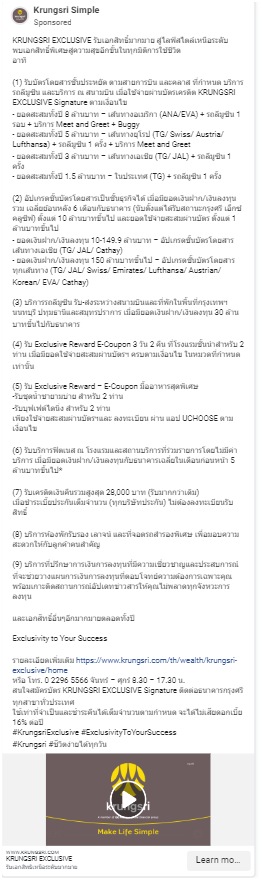 Krungsri Simple
Sponsored
KRUNGSRI EXCLUSIVE รับเอกสิทธิ์มากมาย สู่ไลฟ์สไตล์เหนือระดับ
พบเอกสิทธิ์พิเศษสู่ความสุขอีกขั้นในทุกมิติการใช้ชีวิต
อาทิ
(1) รับบัตรโดยสารชั้นประหยัด ตามสายการบิน และคลาส ที่กำหนด บริการ
รถลีมูซีน และบริการ ณ สนามบิน เมื่อใช้จ่ายผ่านบัตรเครดิต KRUNGSRI
EXCLUSIVE Signature ตามเงื่อนไข
- ยอดสะสมทั้งปี 8 ล้านบาท – เส้นทางอเมริกา (ANA/EVA) + รถลีมูซีน 1
รอบ + บริการ Meet and Greet + Buggy
- ยอดสะสมทั้งปี 5 ล้านบาท – เส้นทางยุโรป (TG/ Swiss/ Austria/
Lufthansa) + รถลีมูซีน 1 ครั้ง + บริการ Meet and Greet
- ยอดสะสมทั้งปี 3 ล้านบาท – เส้นทางเอเชีย (TG/ JAL) + รถลีมูซีน 1
ครั้ง
- ยอดสะสมทั้งปี 1.5 ล้านบาท – ในประเทศ (TG) + รถลีมูซีน 1 ครั้ง
(2) อัปเกรดชั้นบัตรโดยสารเป็นชั้นธุรกิจได้ เมื่อมียอดเงินฝาก/เงินลงทุน
รวม เฉลี่ยย้อนหลัง 6 เดือนกับธนาคาร (นับตั้งแต่ได้รับสถานะกรุงศรี เอ็กซ์
คลูซีฟ) ตั้งแต่ 10 ล้านบาทขึ้นไป และยอดใช้จ่ายสะสมผ่านบัตร ตั้งแต่ 1
ล้านบาทขึ้นไป
- ยอดเงินฝาก/เงินลงทุน 10-149.9 ล้านบาท – อัปเกรดชั้นบัตรโดยสาร
เส้นทางเอเชีย (TG/ JAL/ Cathay)
- ยอดเงินฝาก/เงินลงทุน 150 ล้านบาทขึ้นไป – อัปเกรดชั้นบัตรโดยสาร
ทุกเส้นทาง (TG/ JAL/ Swiss/ Emirates/ Lufthansa/ Austrian/
Korean/ EVA/ Cathay)
(3) บริการรถลีมูซีน รับ-ส่งระหว่างสนามบินและที่พักในพื้นที่กรุงเทพฯ
นนทบุรี ปทุมธานีและสมุทรปราการ เมื่อมียอดเงินฝาก/เงินลงทุน 30 ล้าน
บาทขึ้นไปกับธนาคาร
(4) รับ Exclusive Reward E-Coupon 3 วัน 2 คืน ที่โรงแรมชั้นนำสำหรับ 2
ท่าน เมื่อมียอดใช้จ่ายสะสมผ่านบัตรฯ ครบตามเงื่อนไข ในหมวดที่กำหนด
เท่านั้น
(5) รับ Exclusive Reward – E-Coupon มื้ออาหารสุดพิเศษ
-รับชุดน้ำชายามบ่าย สำหรับ 2 ท่าน
-รับบุฟเฟ่ต์ไดนิ่ง สำหรับ 2 ท่าน
เพียงใช้จ่ายสะสมผ่านบัตรฯและ ลงทะเบียน ผ่าน แอป UCHOOSE ตาม
เงื่อนไข
(6) รับบริการฟิตเนส ณ โรงแรมและสถานบริการที่ร่วมรายการโดยไม่มีค่า
บริการ เมื่อมียอดเงินฝาก/เงินลงทุนกับธนาคารเฉลี่ยในเดือนก่อนหน้า 5
ล้านบาทขึ้นไป*
(7) รับเครดิตเงินคืนรวมสูงสุด 28,000 บาท (รับมากกว่าเดิม)
เมื่อชำระเบี้ยประกันเต็มจำนวน (ทุกบริษัทประกัน) ไม่ต้องลงทะเบียนรับ
สิทธิ์
(8) บริการห้องพักรับรอง เลาจน์ และที่จอดรถสำรองพิเศษ เพื่อมอบความ
สะดวกให้กับลูกค้าคนสำคัญ
(9) บริการที่ปรึกษาการเงินลงทุนที่มีความเชี่ยวชาญและประสบการณ์
ที่จะช่วยวางแผนการเงินการลงทุนที่ตอบโจทย์ความต้องการเฉพาะคุณ
พร้อมเกาะติดสถานการณ์อัปเดทข่าวสารให้คุณไม่พลาดทุกจังหวะการ
ลงทุน
และเอกสิทธิ์อื่นๆอีกมากมายตลอดทั้งปี
Exclusivity to Your Success
รายละเอียดเพิ่มเติม https://www.krungsri.com/th/wealth/krungsri-
exclusive/home
หรือ โทร. 0 2296 5566 จันทร์ – ศุกร์ 8.30 – 17.30 น.
สนใจสมัครบัตร KRUNGSRI EXCLUSIVE Signature ติดต่อธนาคารกรุงศรี
ทุกสาขาทั่วประเทศ
ใช้เท่าที่จำเป็นและชำระคืนได้เต็มจำนวนตามกำหนด จะได้ไม่เสียดอกเบี้ย
16% ต่อปี
#KrungsriExclusive #ExclusivityToYourSuccess
#Krungsri #ชีวิตง่ายได้ทุกวัน
krungsri
Make Life Simple
WWW.KRUNGSRI.COM
KRUNGSRI EXCLUSIVE
รับเอกสิทธิ์เหนือระดับมากมาย
Learn more